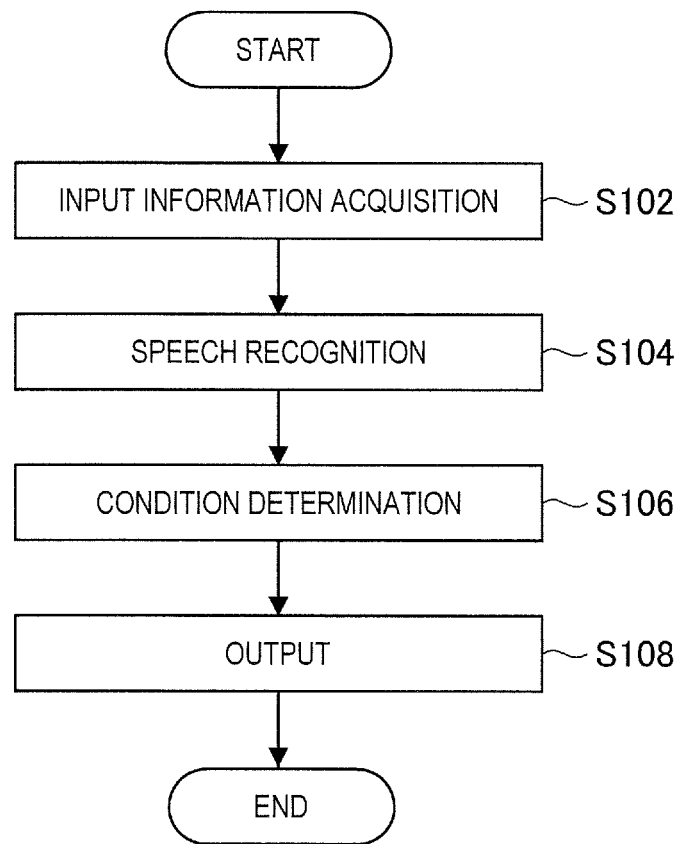 START
INPUT INFORMATION ACQUISITION S102
SPEECH RECOGNITION S104
CONDITION DETERMINATION S106
OUTPUT S108
END